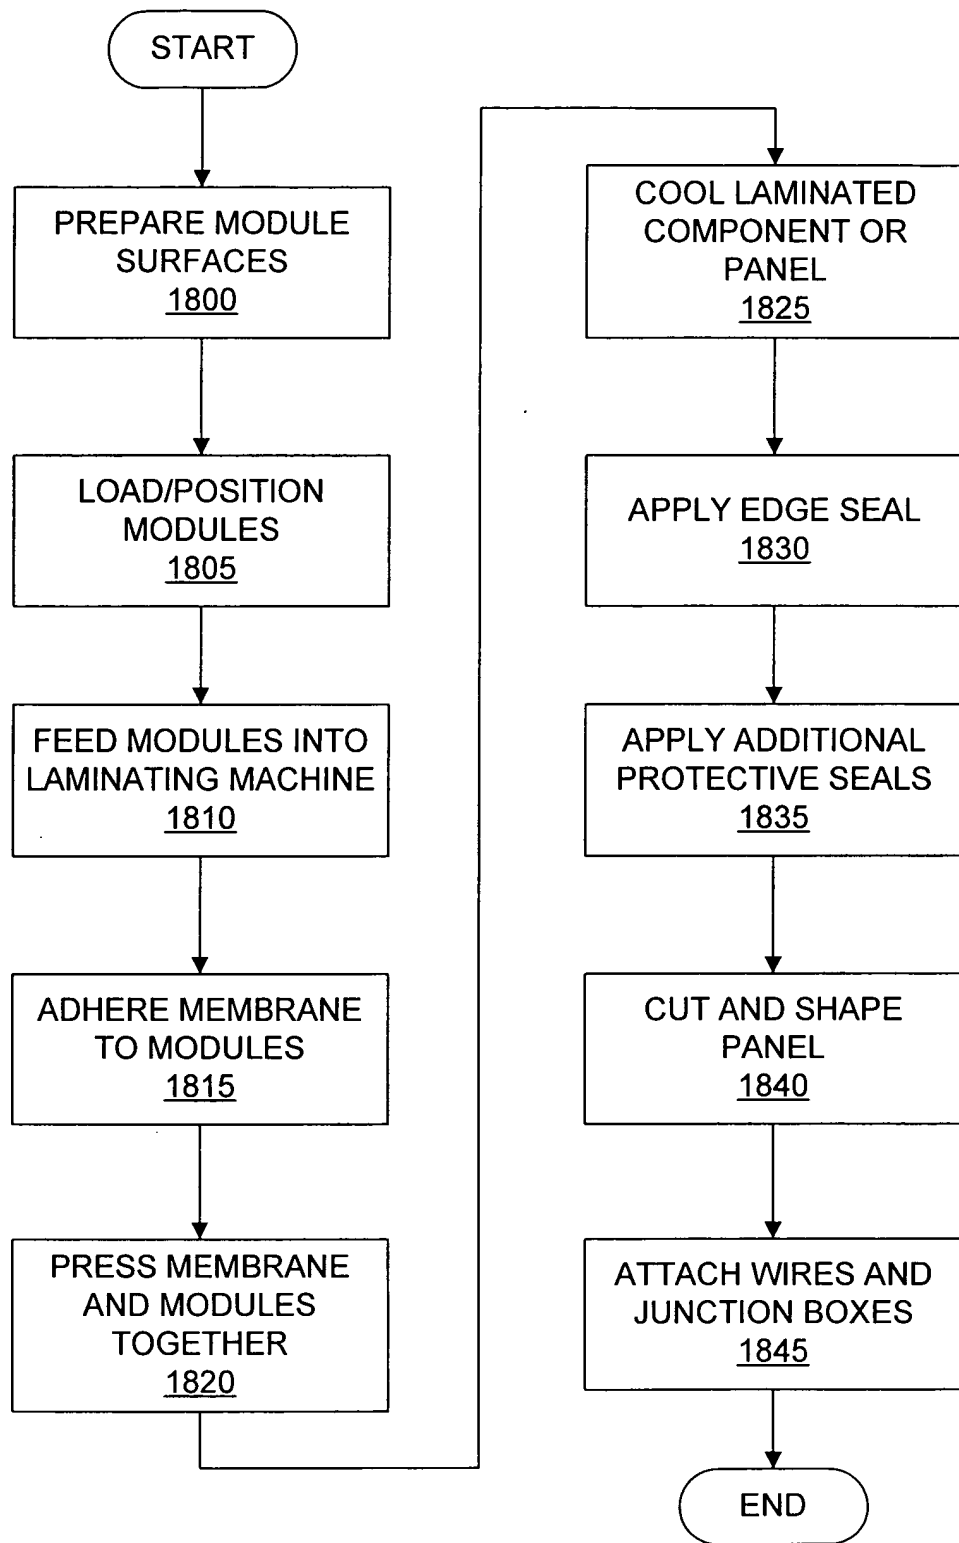 START
PREPARE MODULE
SURFACES
1800
LOAD/POSITION
MODULES
1805
FEED MODULES INTO
LAMINATING MACHINE
1810
ADHERE MEMBRANE
TO MODULES
1815
PRESS MEMBRANE
AND MODULES
TOGETHER
1820
COOL LAMINATED
COMPONENT OR
PANEL
1825
APPLY EDGE SEAL
1830
APPLY ADDITIONAL
PROTECTIVE SEALS
1835
CUT AND SHAPE
PANEL
1840
ATTACH WIRES AND
JUNCTION BOXES
1845
END